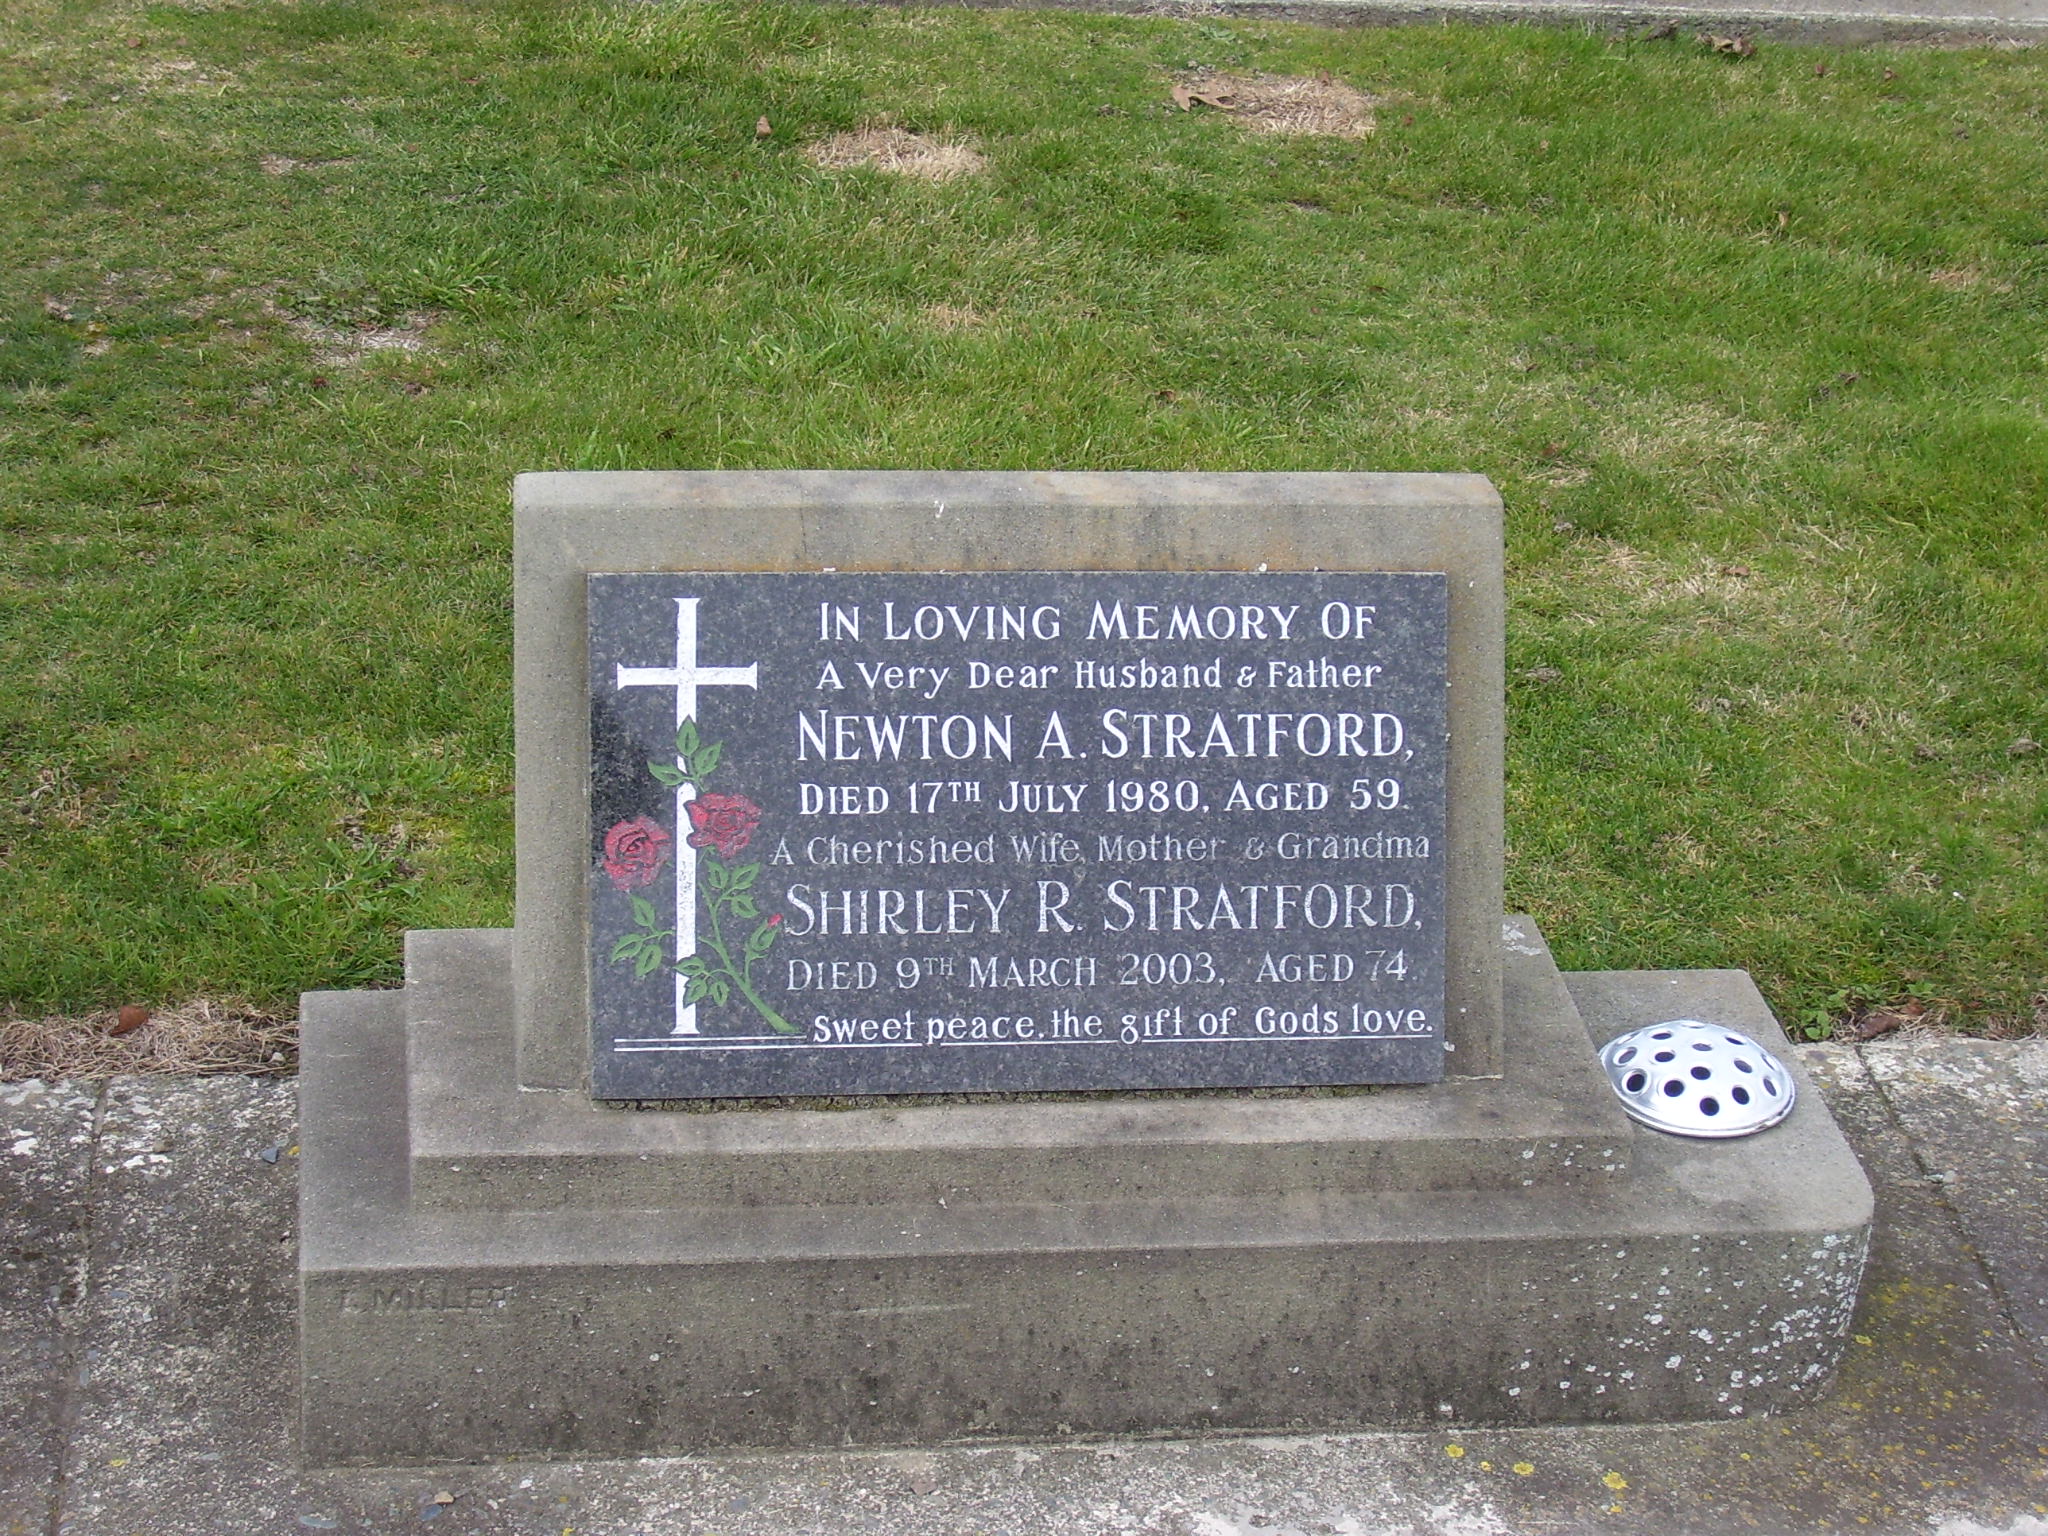 IN LOVING MEMORY OF
A Very Dear Husband & Father
NEWTON A. STRATFORD,
DIED 17TH JULY 1980, AGED 59.
A Cherished Wife, Mother & Grandma
SHIRLEY R. STRATFORD,
DIED 9TH MARCH 2003, AGED 74.
Sweet peace, the gift of Gods love.
T. MILLER